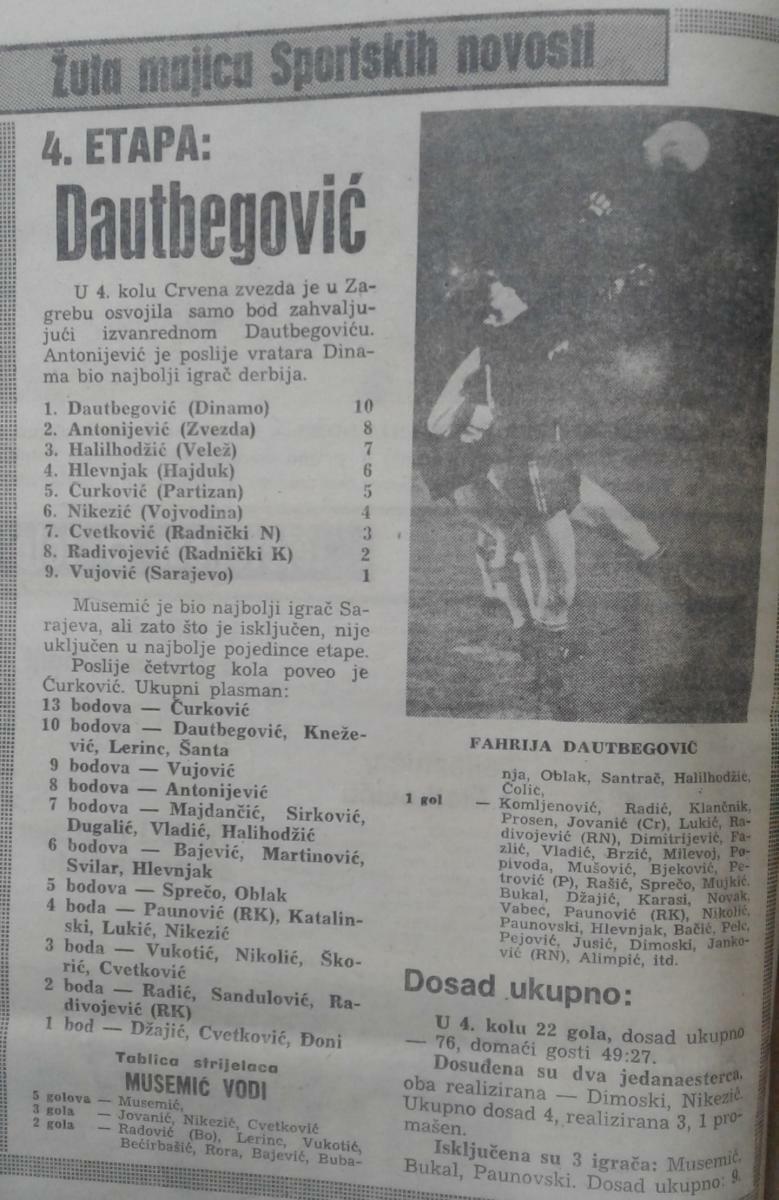 Žuta majica Sportskih novosti
4. ETAPA:
Dautbegović
U 4. kolu Crvena zvezda je u Za-
grebu osvojila samo bod zahvalju-
jući izvanrednom Dautbegoviću.
Antonijević je poslije vratara Dina-
ma bio najbolji igrač derbija.
1. Dautbegović (Dinamo) 10
2. Antonijević (Zvezda) 8
3. Halilhodžić (Velež) 7
4. Hlevnjak (Hajduk) 6
5. Ćurković (Partizan) 5
6. Nikezić (Vojvodina) 4
7. Cvetković (Radnički N) 3
8. Radivojević (Radnički K) 2
9. Vujović (Sarajevo) 1
Musemić je bio najbolji igrač Sa-
rajeva, ali zato što je isključen, nije
uključen u najbolje pojedince etape.
Poslije četvrtog kola poveo je
Ćurković. Ukupni plasman:
13 bodova — Ćurković
10 bodova — Dautbegović, Kneže-
vić, Lerinc, Šanta
9 bodova — Vujović
8 bodova — Antonijević
7 bodova — Majdančić, Sirković,
Dugalić, Vladić, Halihodžić
6 bodova — Bajević, Martinović,
Svilar, Hlevnjak
5 bodova — Sprečo, Oblak
4 boda — Paunović (RK), Katalin-
ski, Lukić, Nikezić
3 boda — Vukotić, Nikolić, Ško-
rić, Cvetković
2 boda — Radić, Sandulović, Ra-
divojević (RK)
1 bod — Džajić, Cvetković, Đoni
Tablica strijelaca
MUSEMIĆ VODI
5 golova — Musemić,
3 gola — Jovanić, Nikezić, Cvetković
2 gola — Radović (Bo), Lerinc, Vukotić,
Bećirbašić, Rora, Bajević, Buba-
FAHRIJA DAUTBEGOVIĆ
nja, Oblak, Santrač, Halilhodžić,
Čolić,
1 gol — Komljenović, Radić, Klančnik,
Prosen, Jovanić (Cr), Lukić, Ra-
divojević (RN), Dimitrijević, Fa-
zlić, Vladić, Brzić, Milevoj, Po-
pivoda, Mušović, Bjeković, Pe-
trović (P), Rašić, Sprečo, Mujkić,
Bukal, Džajić, Karasi, Novak,
Vabec, Paunović (RK), Nikolić,
Paunovski, Hlevnjak, Bačić, Pelc,
Pejović, Jusić, Dimoski, Janko-
vić (RN), Alimpić, itd.
Dosad ukupno:
U 4. kolu 22 gola, dosad ukupno
— 76, domaći gosti 49:27.
Dosuđena su dva jedanaesterca,
oba realizirana — Dimoski, Nikezić.
Ukupno dosad 4, realizirana 3, 1 pro-
mašen.
Isključena su 3 igrača: Musemić,
Bukal, Paunovski. Dosad ukupno: 9.